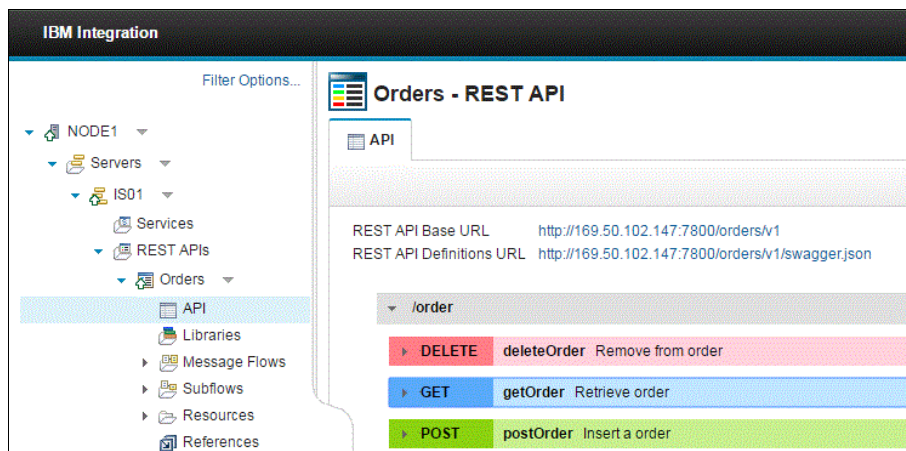 IBM Integration
Filter Options...
NODE1
Servers
IS01
Services
REST APIs
Orders
API
Libraries
Message Flows
Subflows
Resources
References
Orders - REST API
API
REST API Base URL http://169.50.102.147:7800/orders/v1
REST API Definitions URL http://169.50.102.147:7800/orders/v1/swagger.json
/order
DELETE deleteOrder Remove from order
GET getOrder Retrieve order
POST postOrder Insert a order